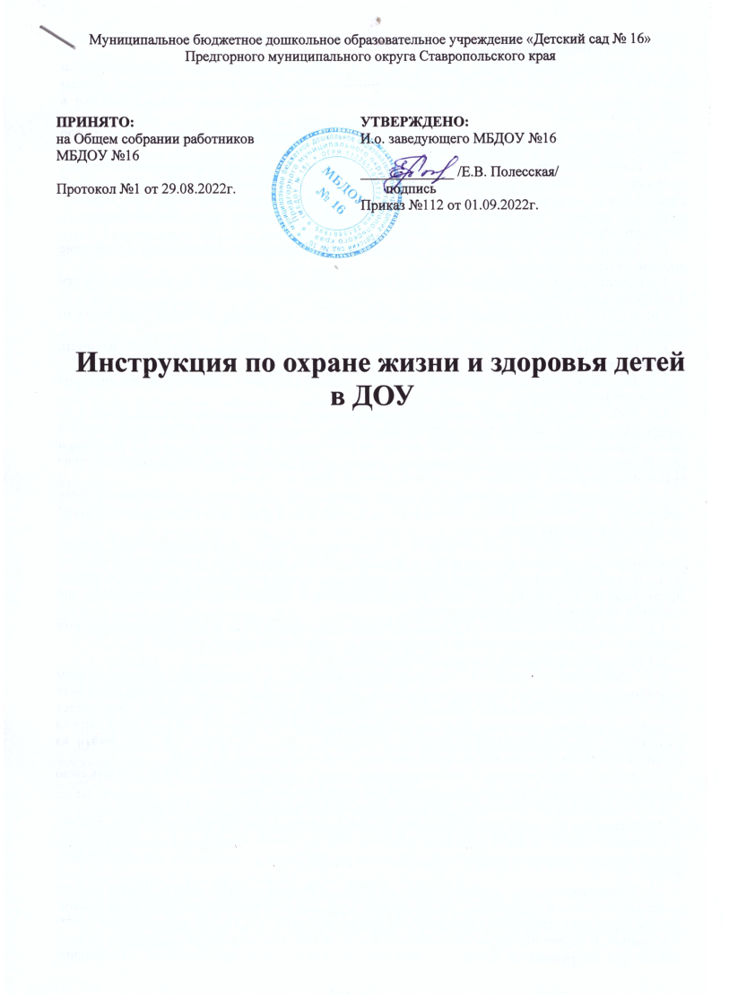 Муниципальное бюджетное дошкольное образовательное учреждение «Детский сад № 16»
Предгорного муниципального округа Ставропольского края
ПРИНЯТО:
на Общем собрании работников
МБДОУ №16
Протокол №1 от 29.08.2022г.
УТВЕРЖДЕНО:
И.о. заведующего МБДОУ №16
/Е.В. Полесская/
подпись
Приказ №112 от 01.09.2022г.
МБДОУ
№ 16
Инструкция по охране жизни и здоровья детей
в ДОУ